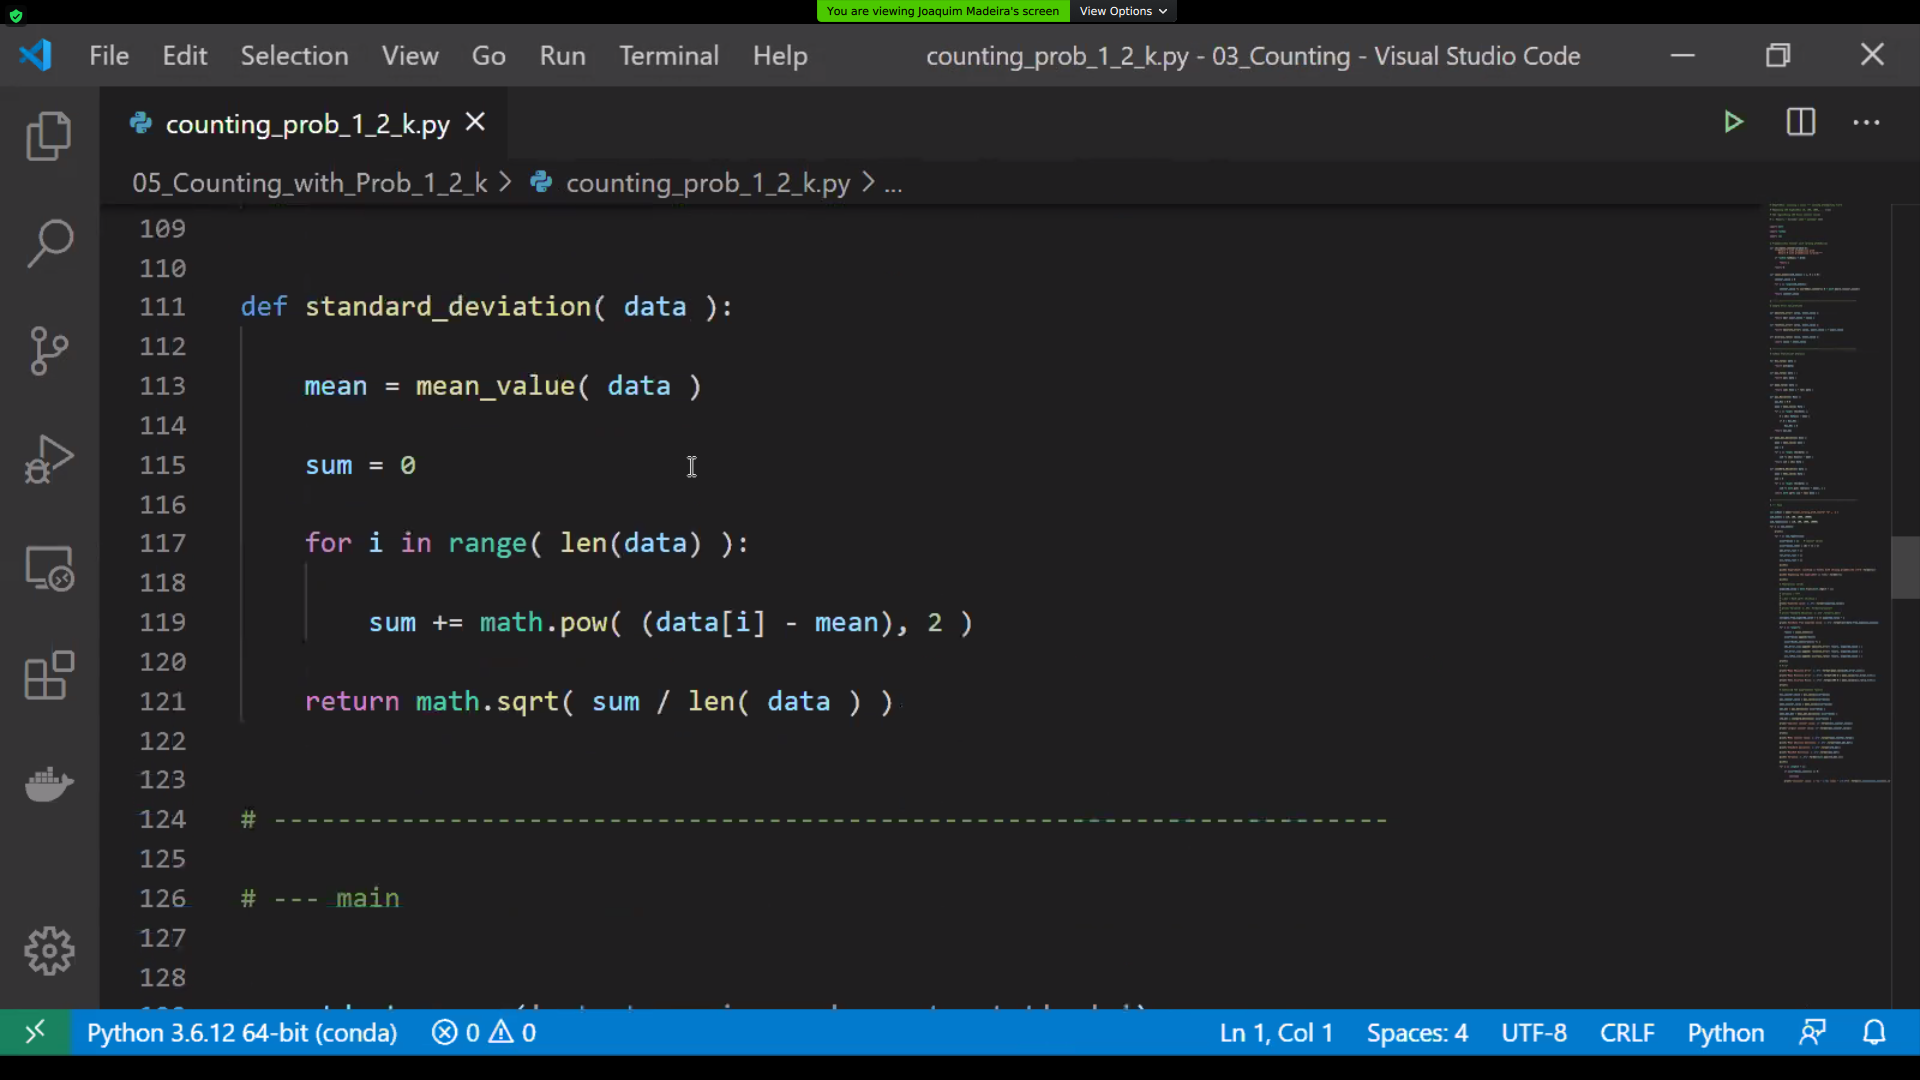 You are viewing Joaquim Madeira's screen View Options
File Edit Selection View Go Run Terminal Help counting_prob_1_2_k.py - 03_Counting - Visual Studio Code
counting_prob_1_2_k.py
05_Counting_with_Prob_1_2_k > counting_prob_1_2_k.py > ...
109
110
111 def standard_deviation( data ):
112
113 mean = mean_value( data )
114
115 sum = 0
116
117 for i in range( len(data) ):
118
119 sum += math.pow( (data[i] - mean), 2 )
120
121 return math.sqrt( sum / len( data ) )
122
123
124 # ----------------------------------------------------------------------
125
126 # --- main
127
128
Python 3.6.12 64-bit (conda) 0 0 Ln 1, Col 1 Spaces: 4 UTF-8 CRLF Python